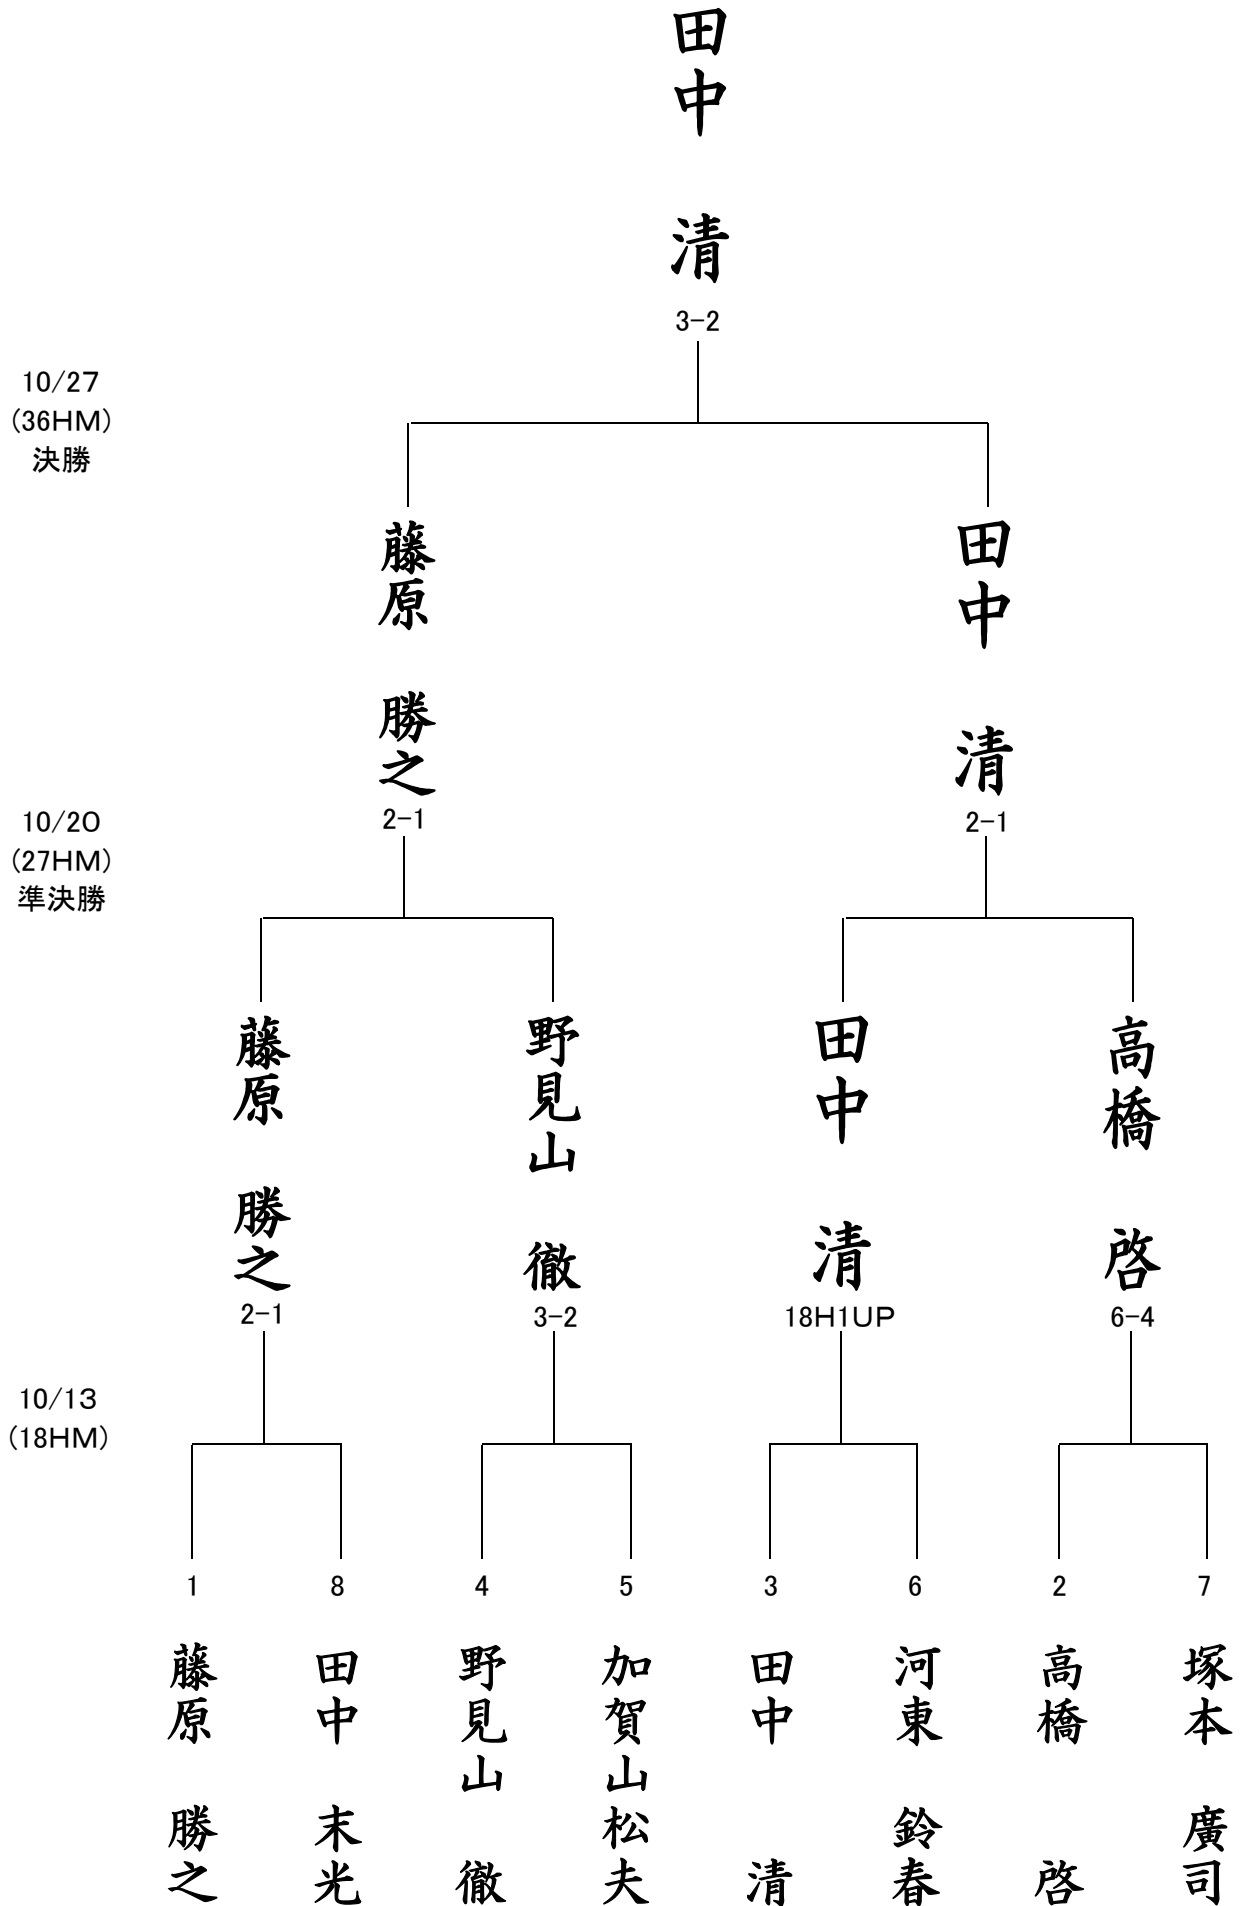 田中 清
3-2
10/27
(36HM)
決勝
藤原 勝之
田中 清
10/20
(27HM)
準決勝
2-1
2-1
藤原 勝之
野見山 徹
田中 清
高橋 啓
2-1
3-2
18H1UP
6-4
10/13
(18HM)
1
8
4
5
3
6
2
7
藤原 勝之
田中 末光
野見山 徹
加賀山松夫
田中 清
河東 鈴春
高橋 啓
塚本 廣司